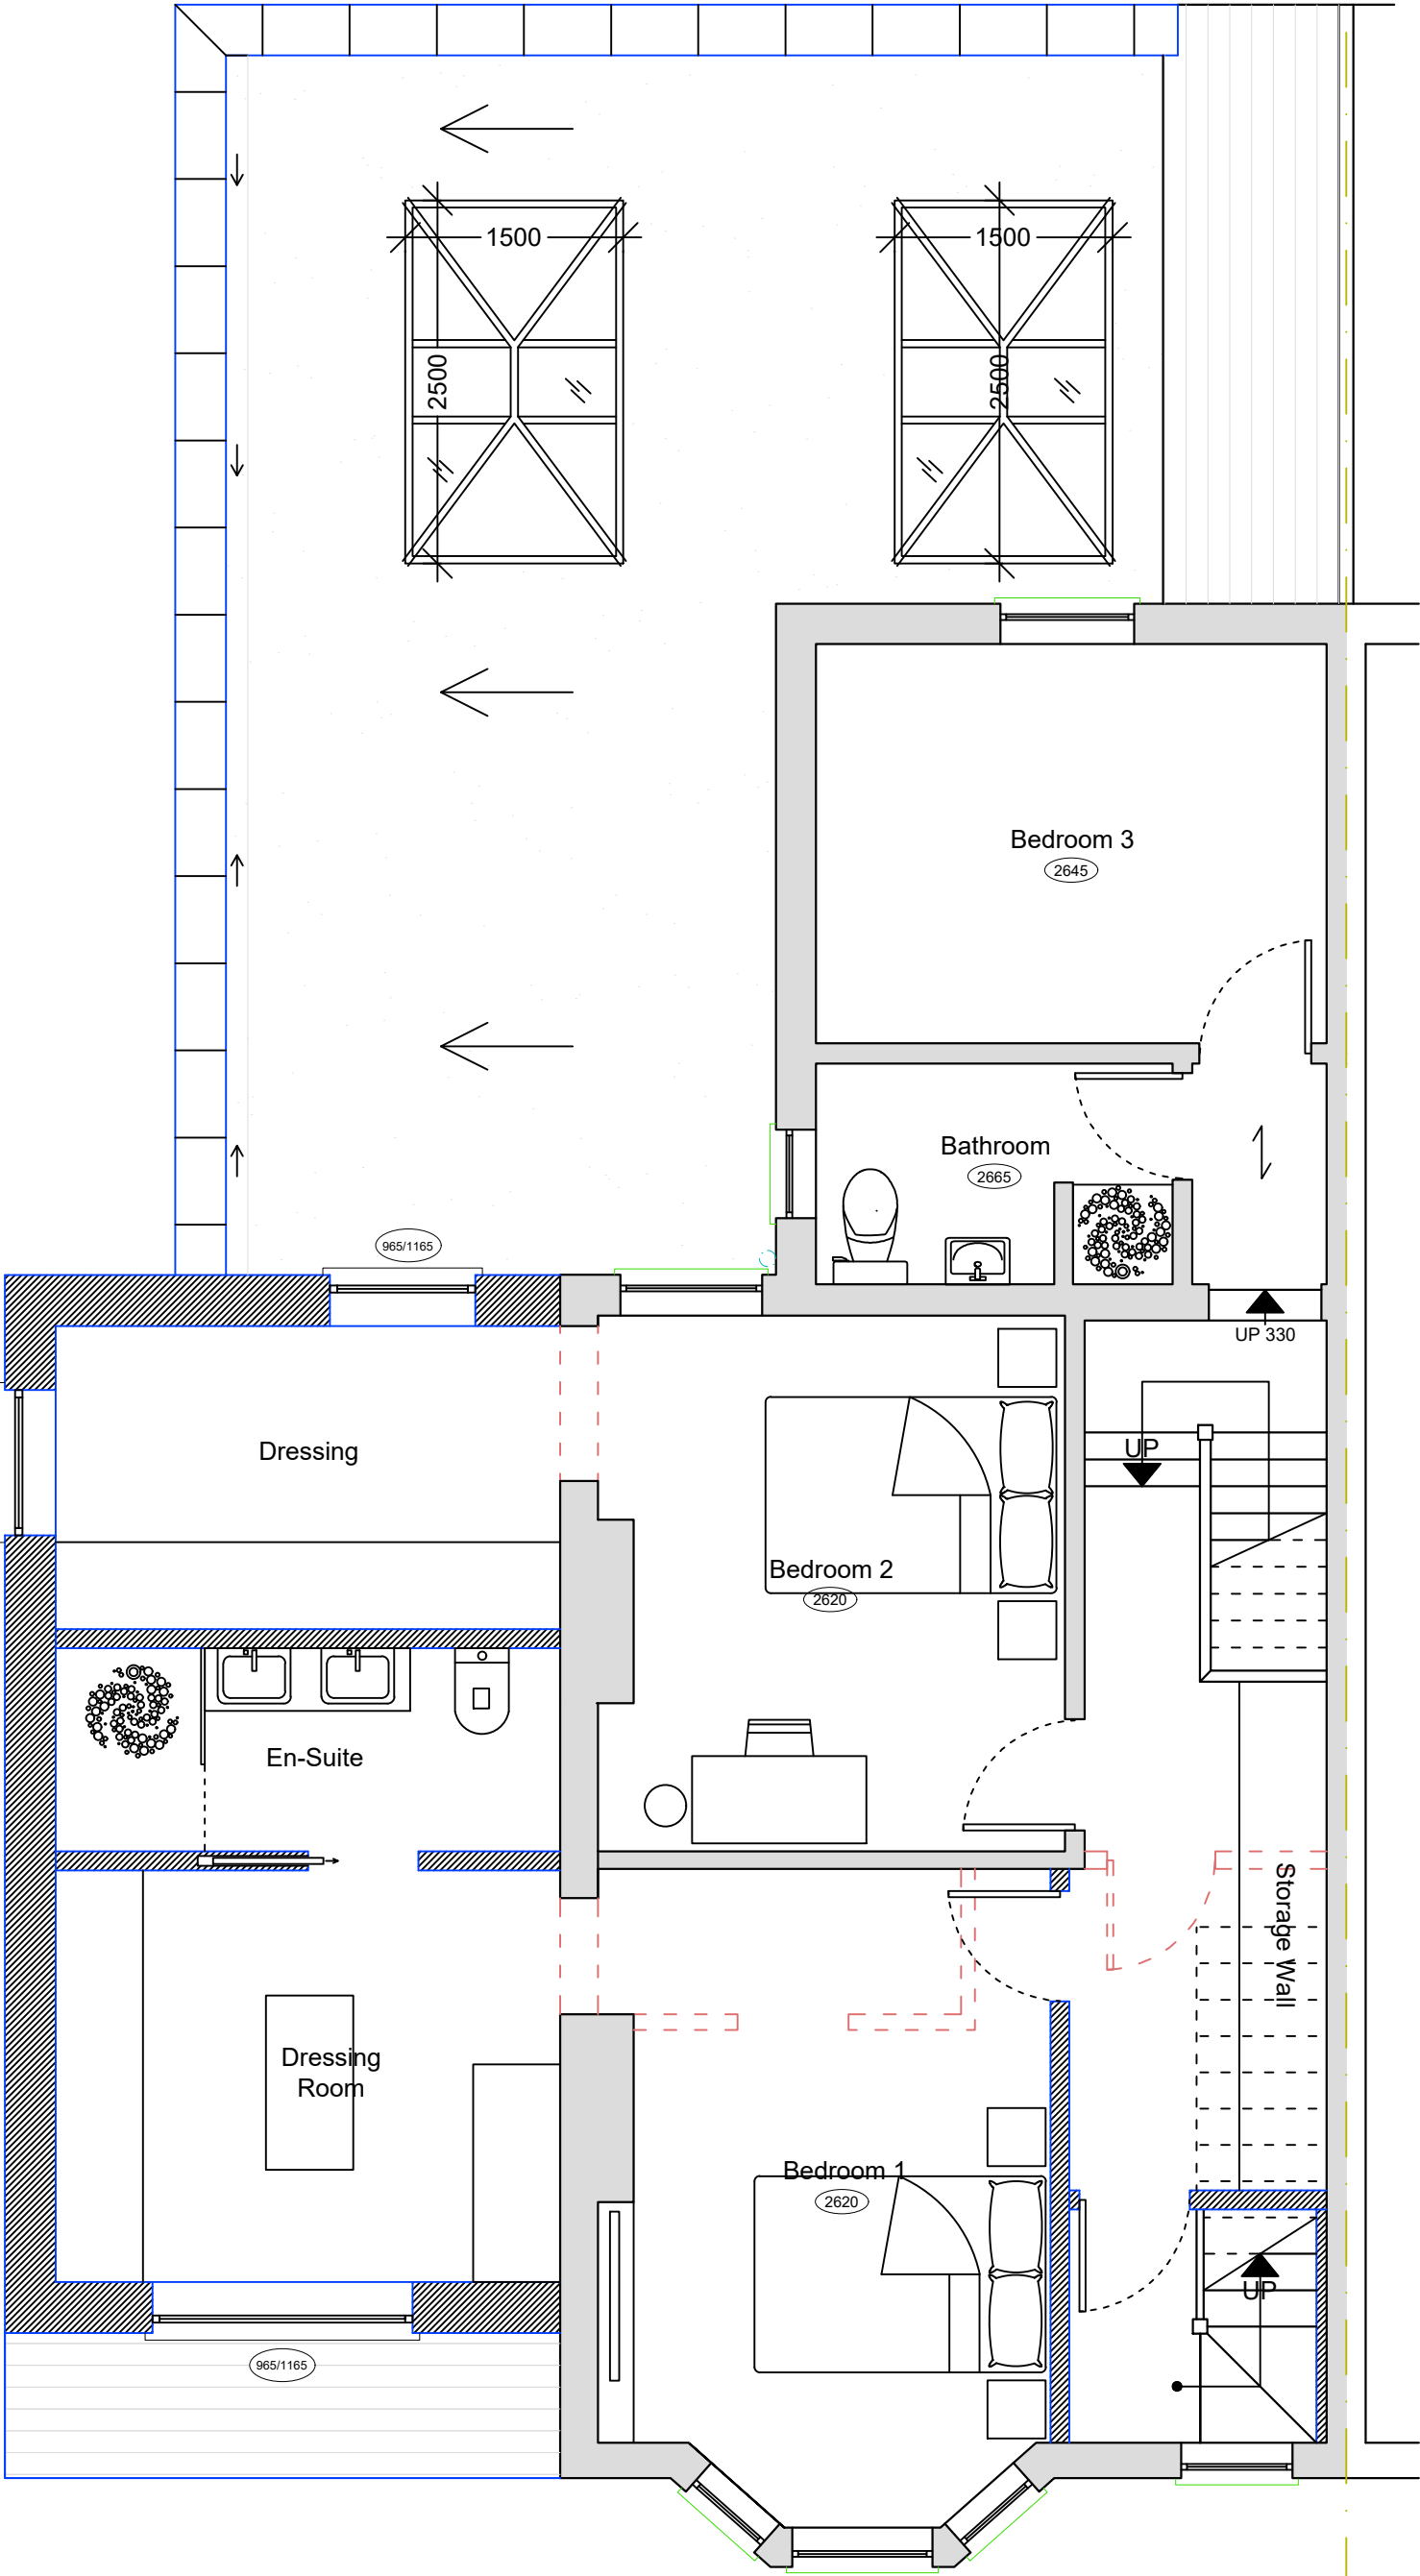 1500
1500
2500
2500
Bedroom 3
2645
Bathroom
2665
965/1165
UP 330
UP
Dressing
Bedroom 2
2620
En-Suite
Storage Wall
Dressing
Room
Bedroom 1
2620
UP
965/1165